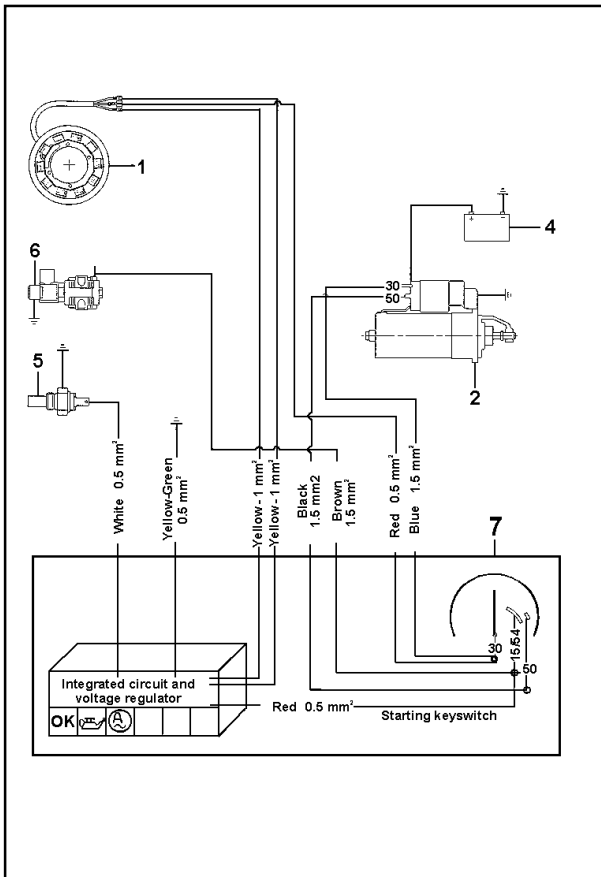 1
6
4
+ -
30
50
2
5
White 0.5 mm²
Yellow-Green
0.5 mm²
Yellow - 1 mm²
Yellow - 1 mm²
Black
1.5 mm2
Brown
1.5 mm²
Red 0.5 mm²
Blue 1.5 mm²
7
30
15/54
50
Integrated circuit and
voltage regulator
Red 0.5 mm²
Starting keyswitch
OK
A